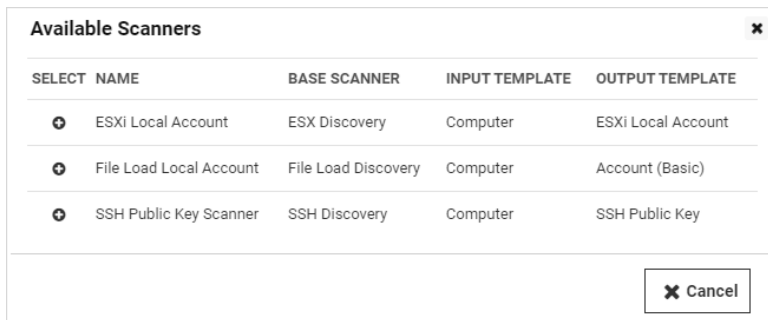 Available Scanners
SELECT NAME BASE SCANNER INPUT TEMPLATE OUTPUT TEMPLATE
ESXi Local Account ESX Discovery Computer ESXi Local Account
File Load Local Account File Load Discovery Computer Account (Basic)
SSH Public Key Scanner SSH Discovery Computer SSH Public Key
Cancel